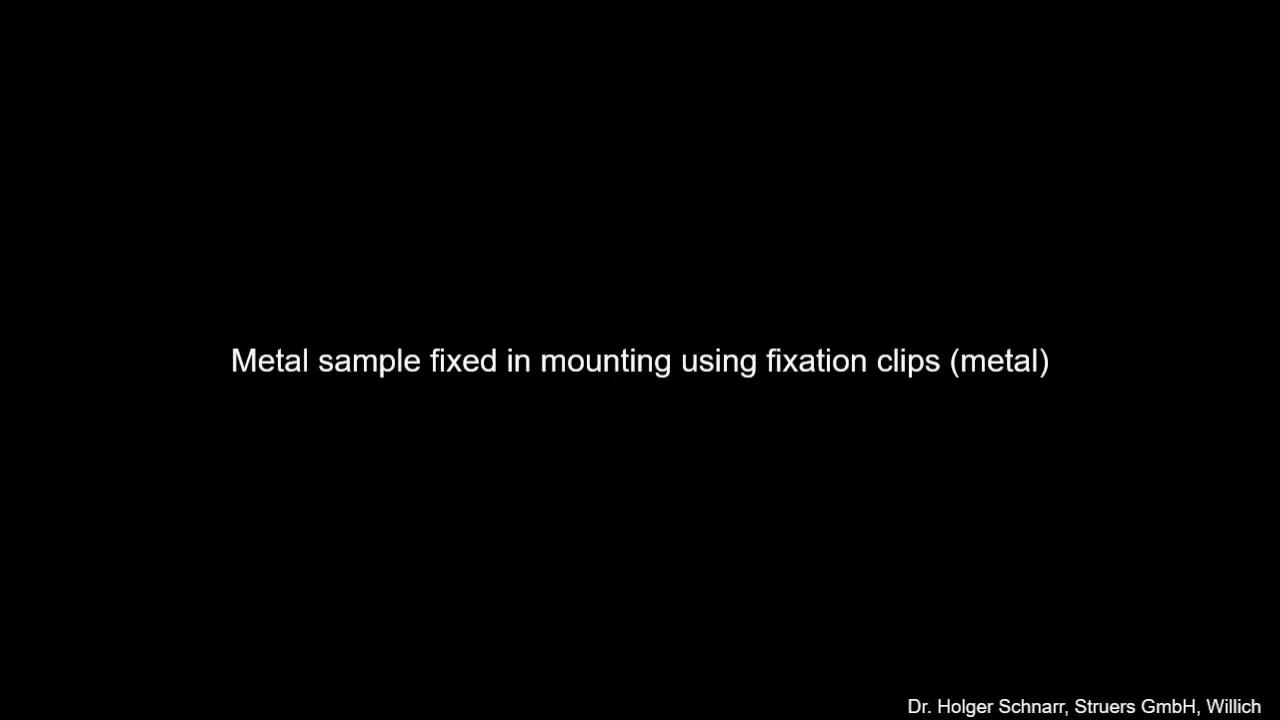 Metal sample fixed in mounting using fixation clips (metal)
Dr. Holger Schnarr, Struers GmbH, Willich